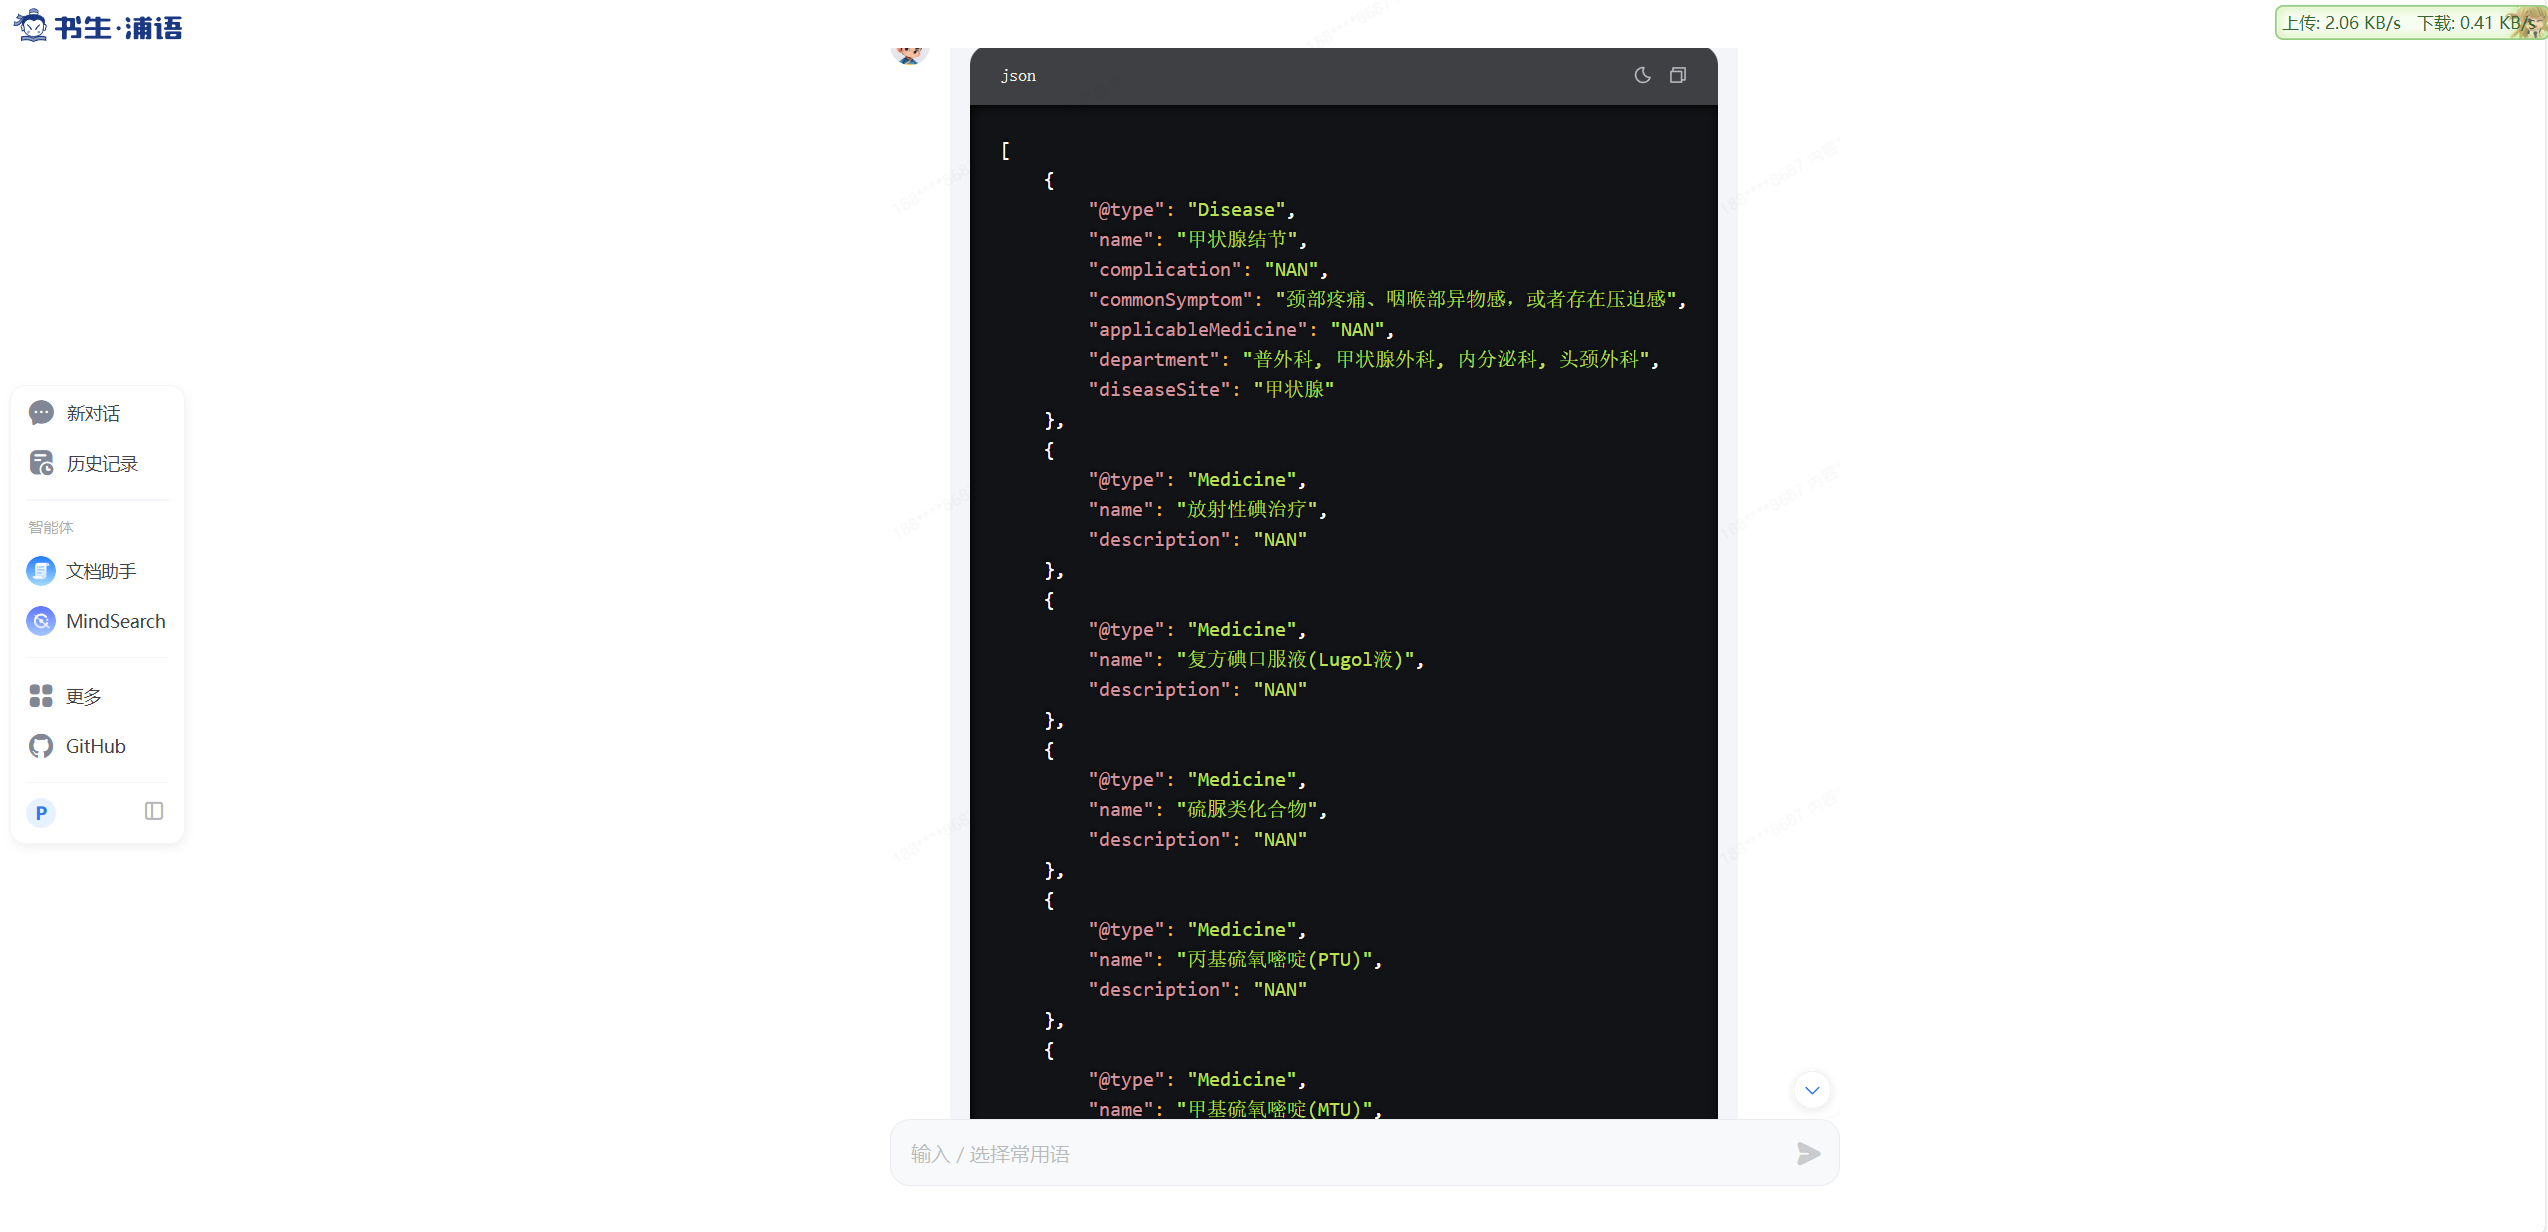 书生·浦语
上传: 2.06 KB/s 下载: 0.41 KB/s
json
[
{
"@type": "Disease",
"name": "甲状腺结节",
"complication": "NAN",
"commonSymptom": "颈部疼痛、咽喉部异物感，或者存在压迫感",
"applicableMedicine": "NAN",
"department": "普外科, 甲状腺外科, 内分泌科, 头颈外科",
"diseaseSite": "甲状腺"
},
{
"@type": "Medicine",
"name": "放射性碘治疗",
"description": "NAN"
},
{
"@type": "Medicine",
"name": "复方碘口服液(Lugol液)",
"description": "NAN"
},
{
"@type": "Medicine",
"name": "硫脲类化合物",
"description": "NAN"
},
{
"@type": "Medicine",
"name": "丙基硫氧嘧啶(PTU)",
"description": "NAN"
},
{
"@type": "Medicine",
"name": "甲基硫氧嘧啶(MTU)",
新对话
历史记录
智能体
文档助手
MindSearch
更多
GitHub
P
输入 / 选择常用语